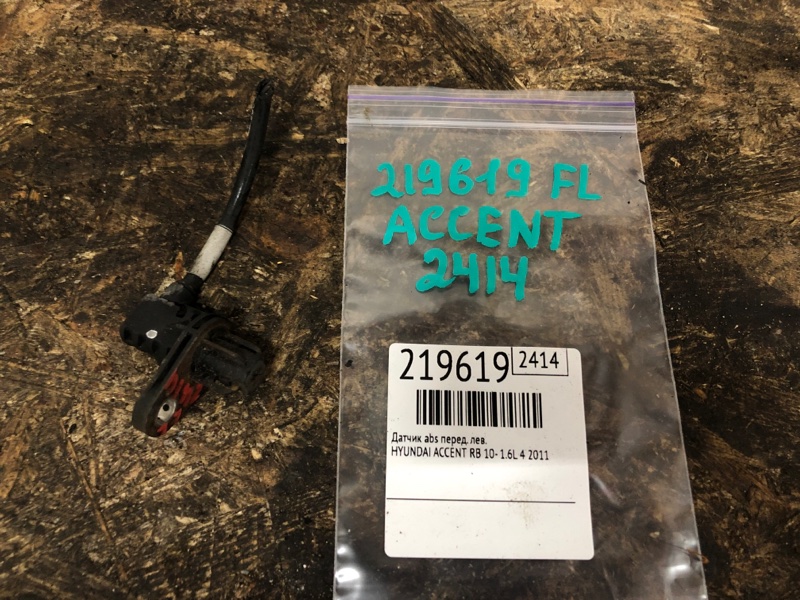 219619 FL
ACCENT
2414
219619 2414
Датчик abs перед. лев.
HYUNDAI ACCENT RB 10- 1.6L 4 2011